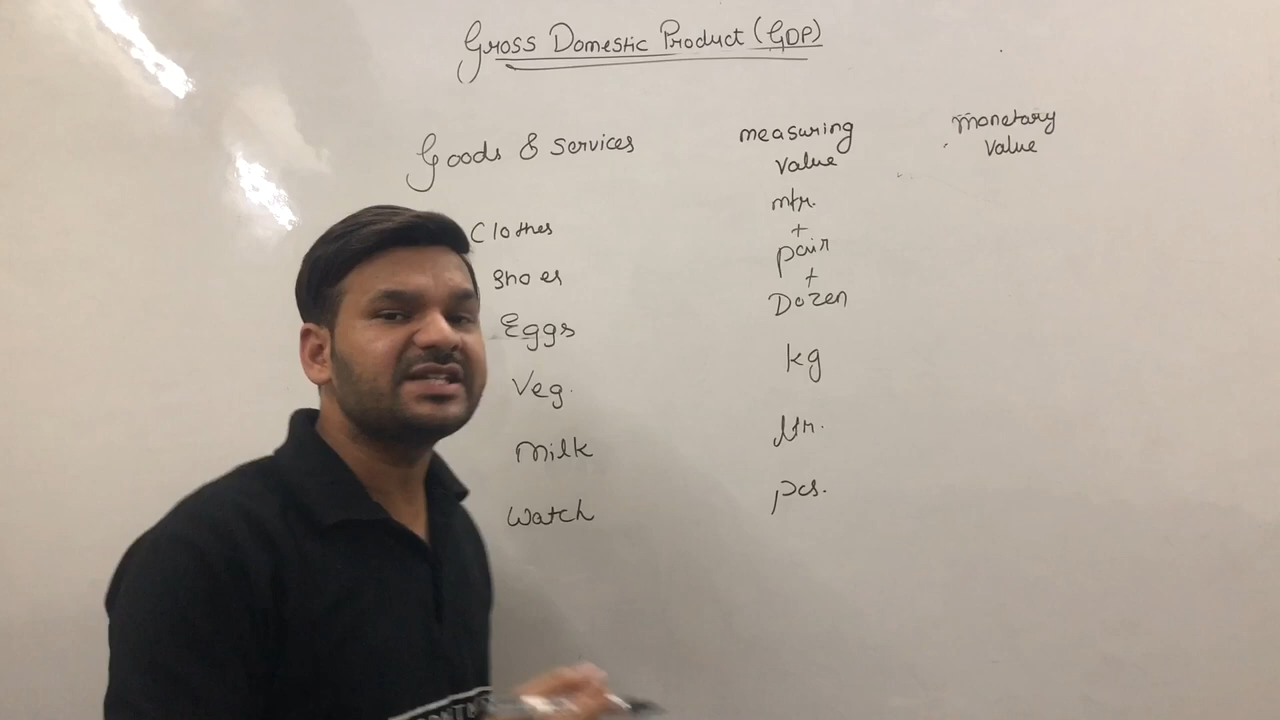 Gross Domestic Product (GDP)
Goods & Services
measuring
value
monetary
value
Clothes
mtr.
+
Shoes
pair
+
Eggs
Dozen
Veg.
kg
Milk
ltr.
Watch
pcs.